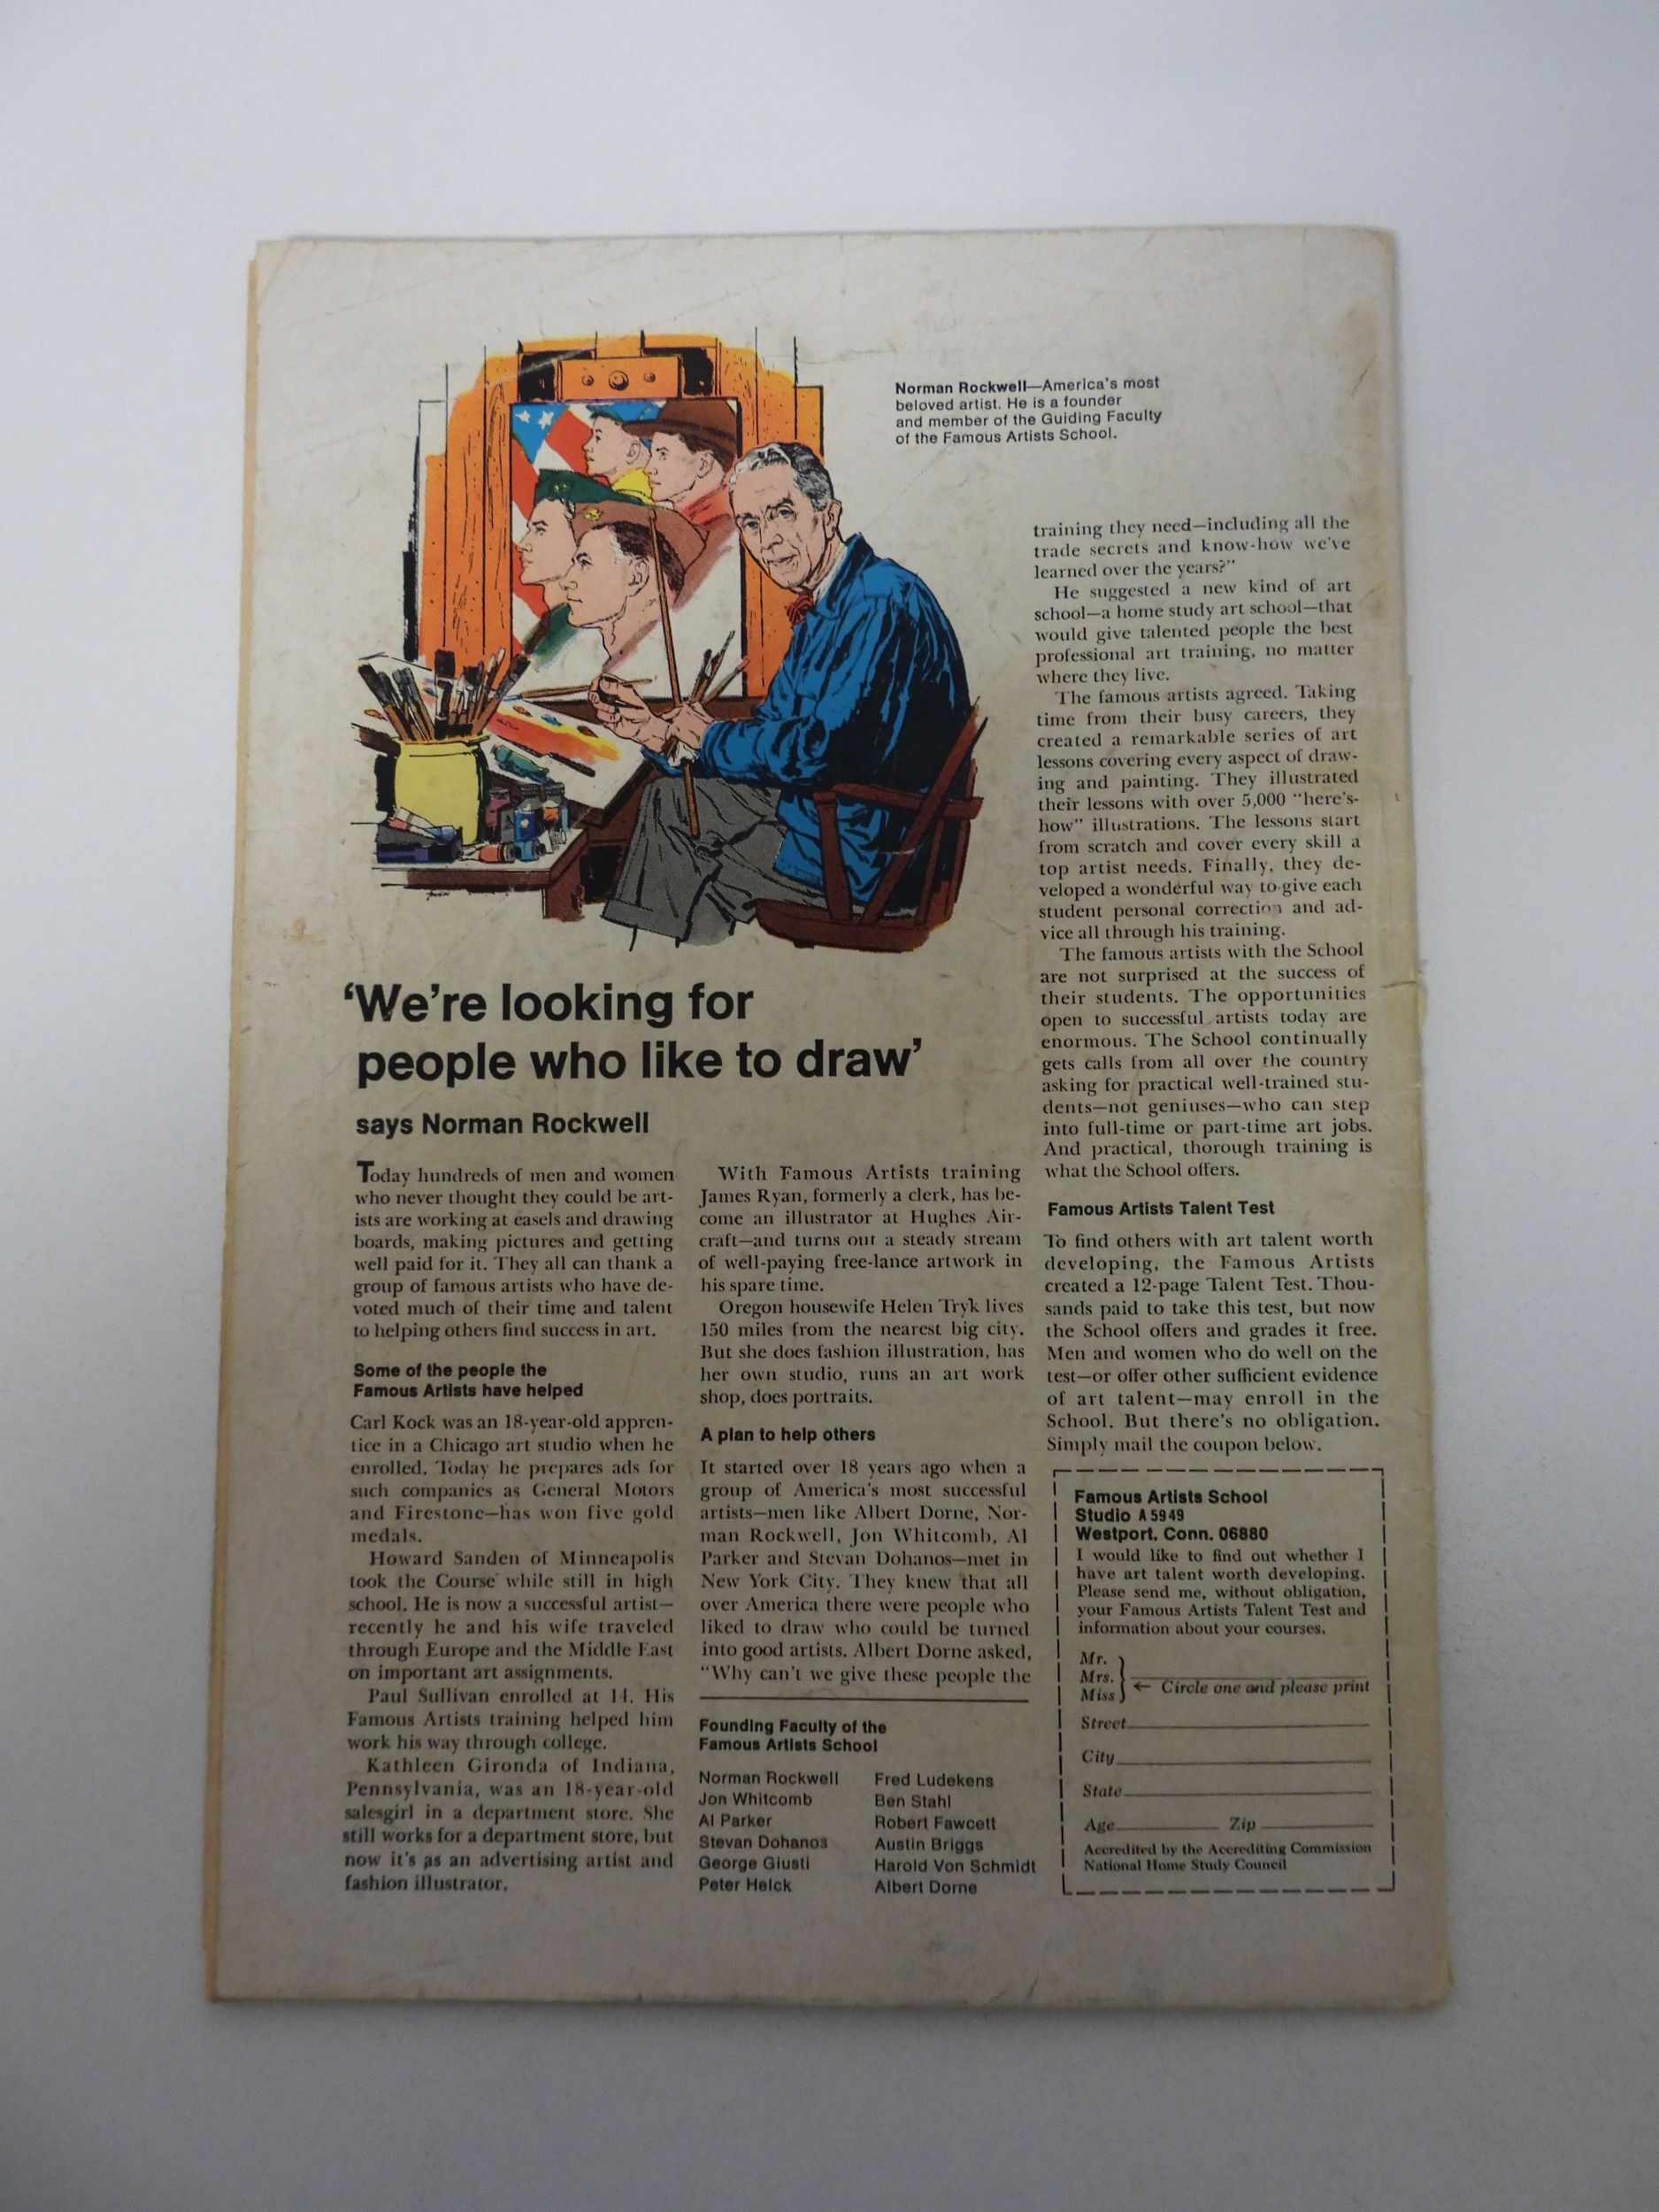 Norman Rockwell—America's most
beloved artist. He is a founder
and member of the Guiding Faculty
of the Famous Artists School.
'We're looking for
people who like to draw'
says Norman Rockwell
Today hundreds of men and women
who never thought they could be art-
ists are working at easels and drawing
boards, making pictures and getting
well paid for it. They all can thank a
group of famous artists who have de-
voted much of their time and talent
to helping others find success in art.
Some of the people the
Famous Artists have helped
Carl Kock was an 18-year-old appren-
tice in a Chicago art studio when he
enrolled. Today he prepares ads for
such companies as General Motors
and Firestone—has won five gold
medals.
Howard Sanden of Minneapolis
took the Course while still in high
school. He is now a successful artist—
recently he and his wife traveled
through Europe and the Middle East
on important art assignments.
Paul Sullivan enrolled at 14. His
Famous Artists training helped him
work his way through college.
Kathleen Gironda of Indiana,
Pennsylvania, was an 18-year-old
salesgirl in a department store. She
still works for a department store, but
now it's as an advertising artist and
fashion illustrator.
With Famous Artists training
James Ryan, formerly a clerk, has be-
come an illustrator at Hughes Air-
craft—and turns out a steady stream
of well-paying free-lance artwork in
his spare time.
Oregon housewife Helen Tryk lives
150 miles from the nearest big city.
But she does fashion illustration, has
her own studio, runs an art work
shop, does portraits.
A plan to help others
It started over 18 years ago when a
group of America's most successful
artists—men like Albert Dorne, Nor-
man Rockwell, Jon Whitcomb, Al
Parker and Stevan Dohanos—met in
New York City. They knew that all
over America there were people who
liked to draw who could be turned
into good artists. Albert Dorne asked,
"Why can't we give these people the
Founding Faculty of the
Famous Artists School
Norman Rockwell
Jon Whitcomb
Al Parker
Stevan Dohanos
George Giusti
Peter Helck
Fred Ludekens
Ben Stahl
Robert Fawcett
Austin Briggs
Harold Von Schmidt
Albert Dorne
training they need—including all the
trade secrets and know-how we've
learned over the years?"
He suggested a new kind of art
school—a home study art school—that
would give talented people the best
professional art training, no matter
where they live.
The famous artists agreed. Taking
time from their busy careers, they
created a remarkable series of art
lessons covering every aspect of draw-
ing and painting. They illustrated
their lessons with over 5,000 "here's-
how" illustrations. The lessons start
from scratch and cover every skill a
top artist needs. Finally, they de-
veloped a wonderful way to give each
student personal correction and ad-
vice all through his training.
The famous artists with the School
are not surprised at the success of
their students. The opportunities
open to successful artists today are
enormous. The School continually
gets calls from all over the country
asking for practical well-trained stu-
dents—not geniuses—who can step
into full-time or part-time art jobs.
And practical, thorough training is
what the School offers.
Famous Artists Talent Test
To find others with art talent worth
developing, the Famous Artists
created a 12-page Talent Test. Thou-
sands paid to take this test, but now
the School offers and grades it free.
Men and women who do well on the
test—or offer other sufficient evidence
of art talent—may enroll in the
School. But there's no obligation.
Simply mail the coupon below.
Famous Artists School
Studio A5949
Westport, Conn. 06880
I would like to find out whether I
have art talent worth developing.
Please send me, without obligation,
your Famous Artists Talent Test and
information about your courses.
Mr.
Mrs.
Miss
← Circle one and please print
Street
City
State
Age Zip
Accredited by the Accrediting Commission
National Home Study Council